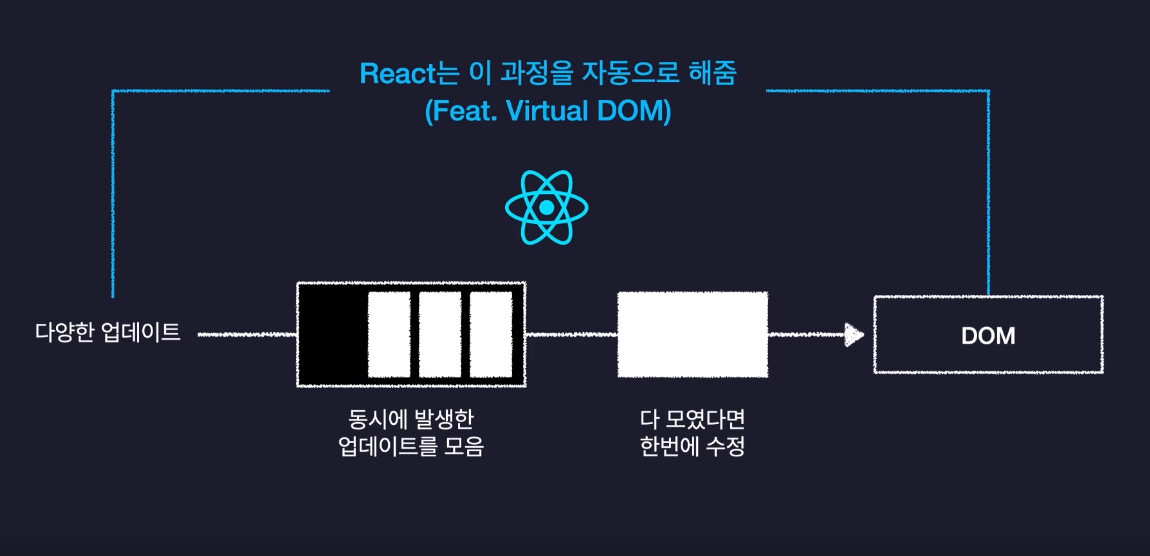 React는 이 과정을 자동으로 해줌
(Feat. Virtual DOM)
다양한 업데이트
동시에 발생한
업데이트를 모음
다 모였다면
한번에 수정
DOM